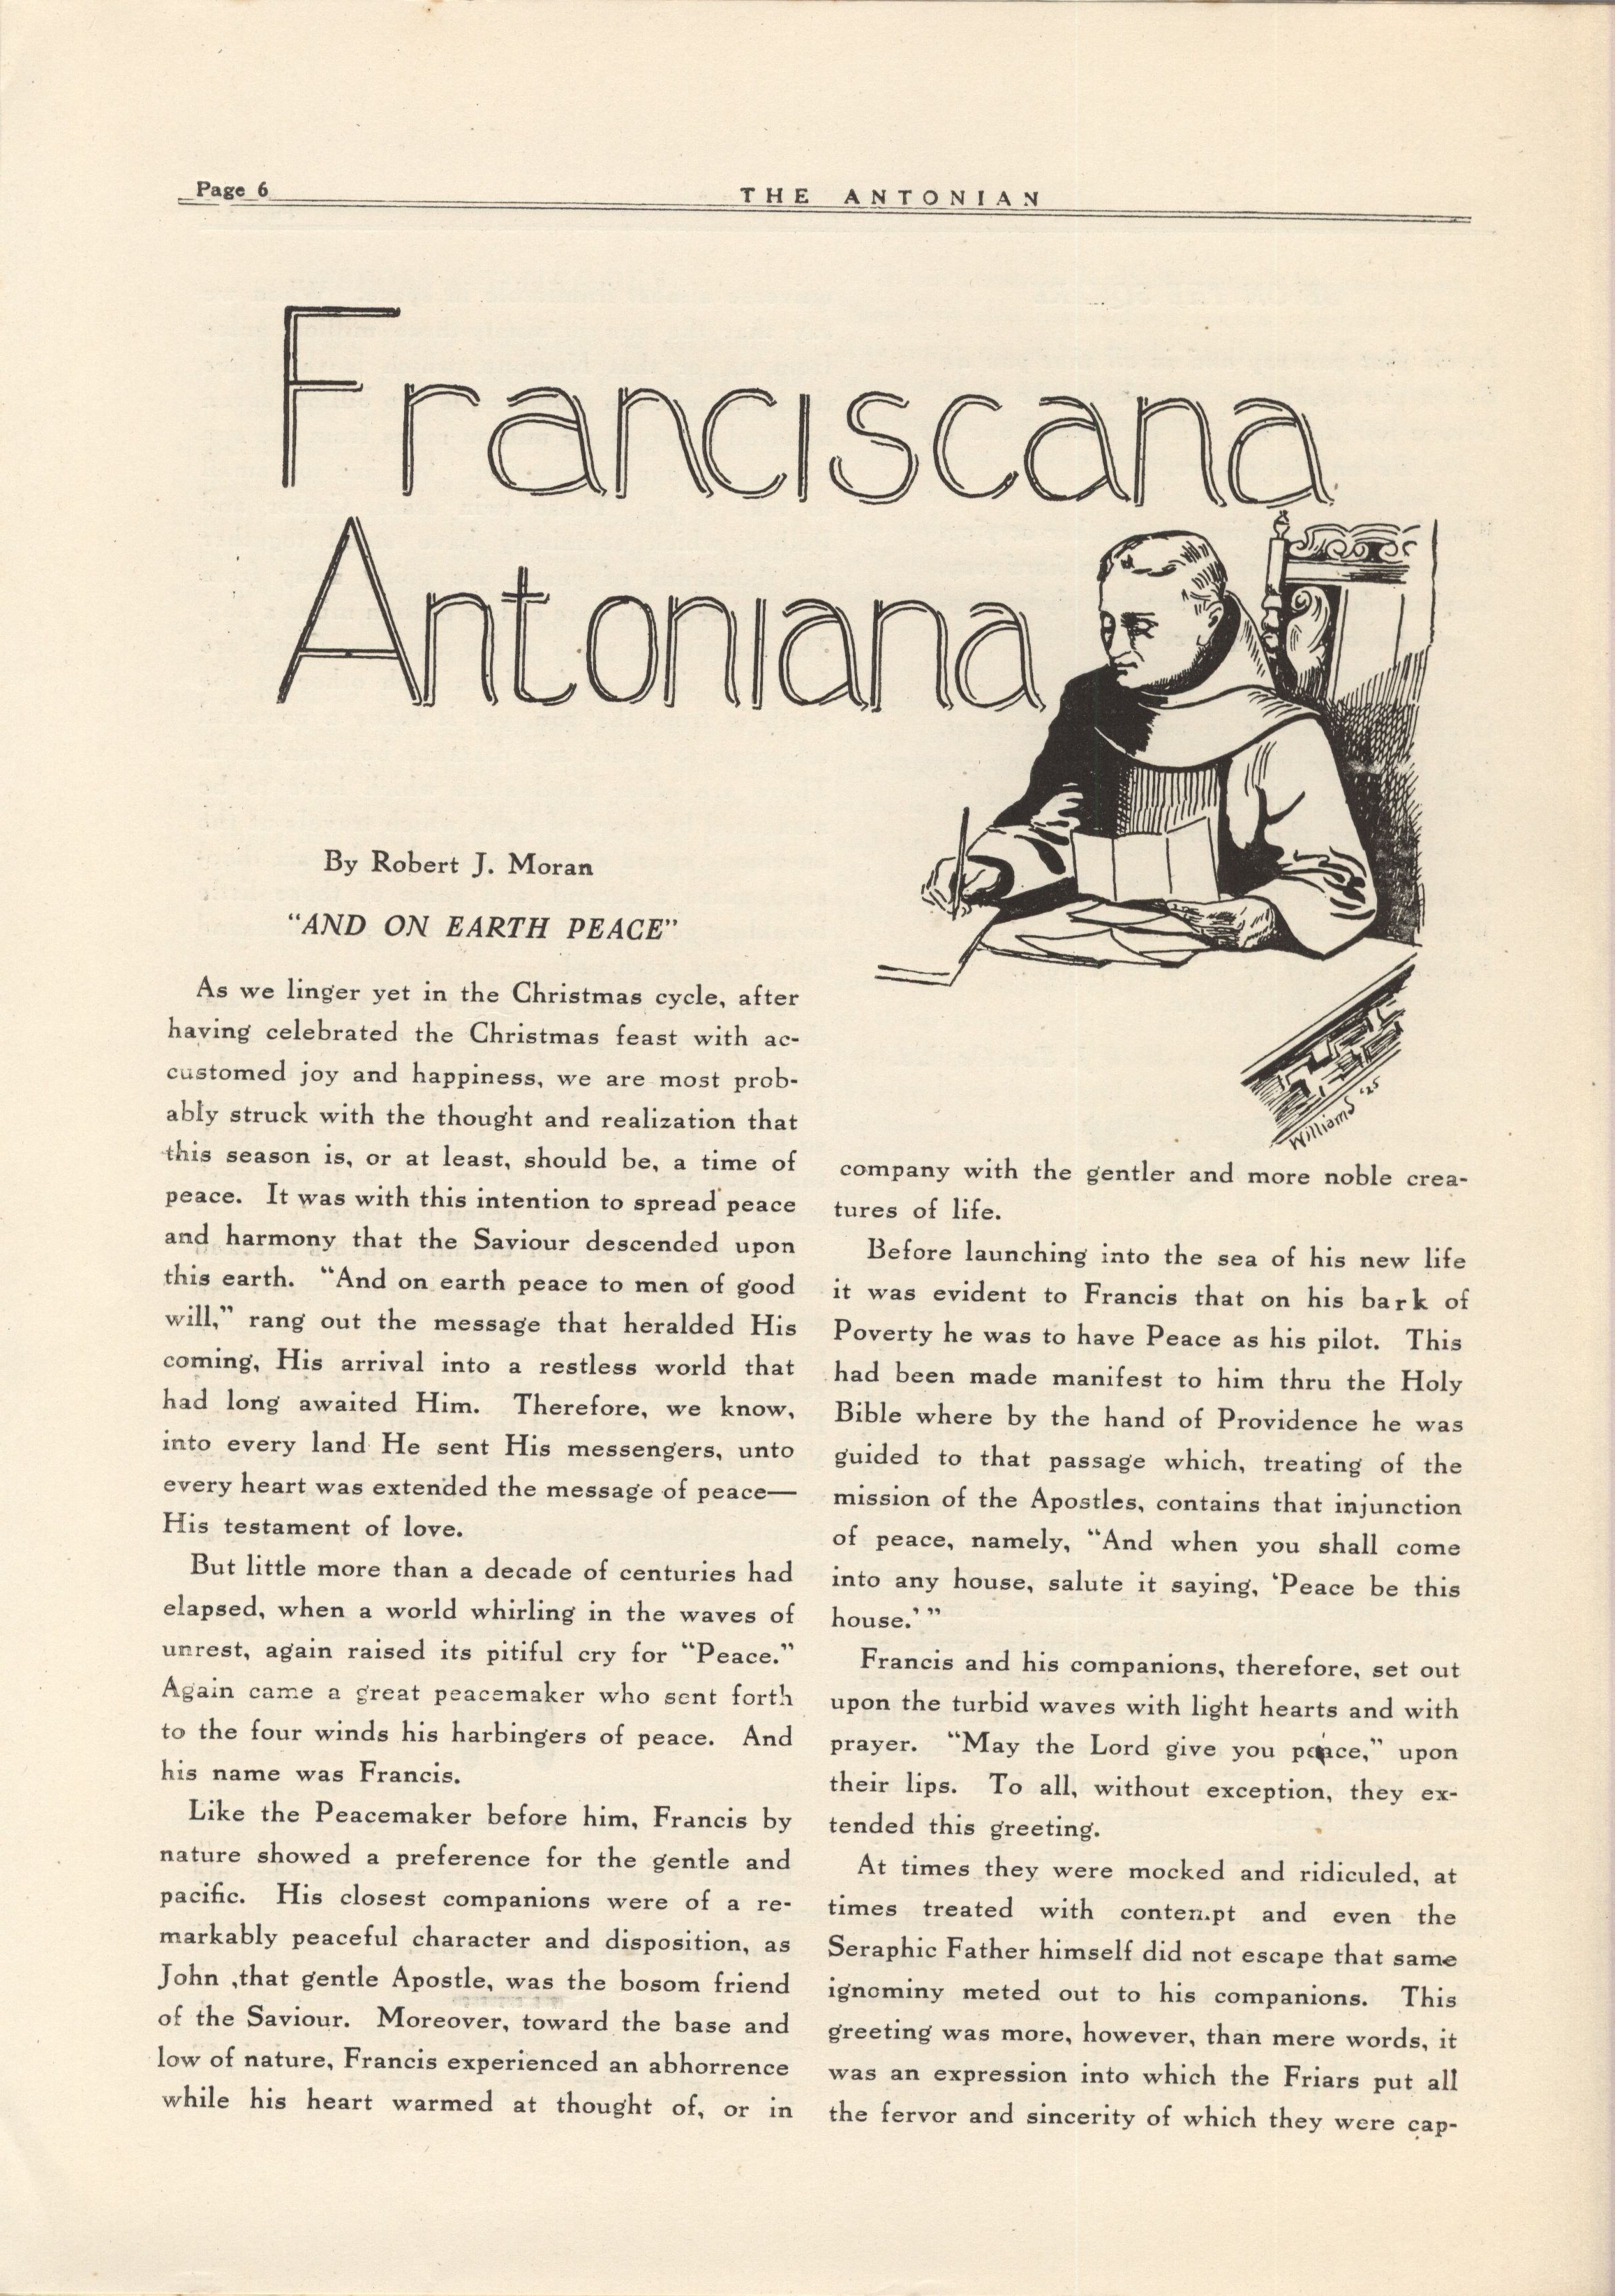 Page 6
THE ANTONIAN
Franciscana
Antoniana
Williams '25
By Robert J. Moran
"AND ON EARTH PEACE"
As we linger yet in the Christmas cycle, after
having celebrated the Christmas feast with ac-
customed joy and happiness, we are most prob-
ably struck with the thought and realization that
this season is, or at least, should be, a time of
peace. It was with this intention to spread peace
and harmony that the Saviour descended upon
this earth. "And on earth peace to men of good
will," rang out the message that heralded His
coming, His arrival into a restless world that
had long awaited Him. Therefore, we know,
into every land He sent His messengers, unto
every heart was extended the message of peace—
His testament of love.
But little more than a decade of centuries had
elapsed, when a world whirling in the waves of
unrest, again raised its pitiful cry for "Peace."
Again came a great peacemaker who sent forth
to the four winds his harbingers of peace. And
his name was Francis.
Like the Peacemaker before him, Francis by
nature showed a preference for the gentle and
pacific. His closest companions were of a re-
markably peaceful character and disposition, as
John ,that gentle Apostle, was the bosom friend
of the Saviour. Moreover, toward the base and
low of nature, Francis experienced an abhorrence
while his heart warmed at thought of, or in
company with the gentler and more noble crea-
tures of life.
Before launching into the sea of his new life
it was evident to Francis that on his bark of
Poverty he was to have Peace as his pilot. This
had been made manifest to him thru the Holy
Bible where by the hand of Providence he was
guided to that passage which, treating of the
mission of the Apostles, contains that injunction
of peace, namely, "And when you shall come
into any house, salute it saying, 'Peace be this
house.' "
Francis and his companions, therefore, set out
upon the turbid waves with light hearts and with
prayer. "May the Lord give you peace," upon
their lips. To all, without exception, they ex-
tended this greeting.
At times they were mocked and ridiculed, at
times treated with contempt and even the
Seraphic Father himself did not escape that same
ignominy meted out to his companions. This
greeting was more, however, than mere words, it
was an expression into which the Friars put all
the fervor and sincerity of which they were cap-